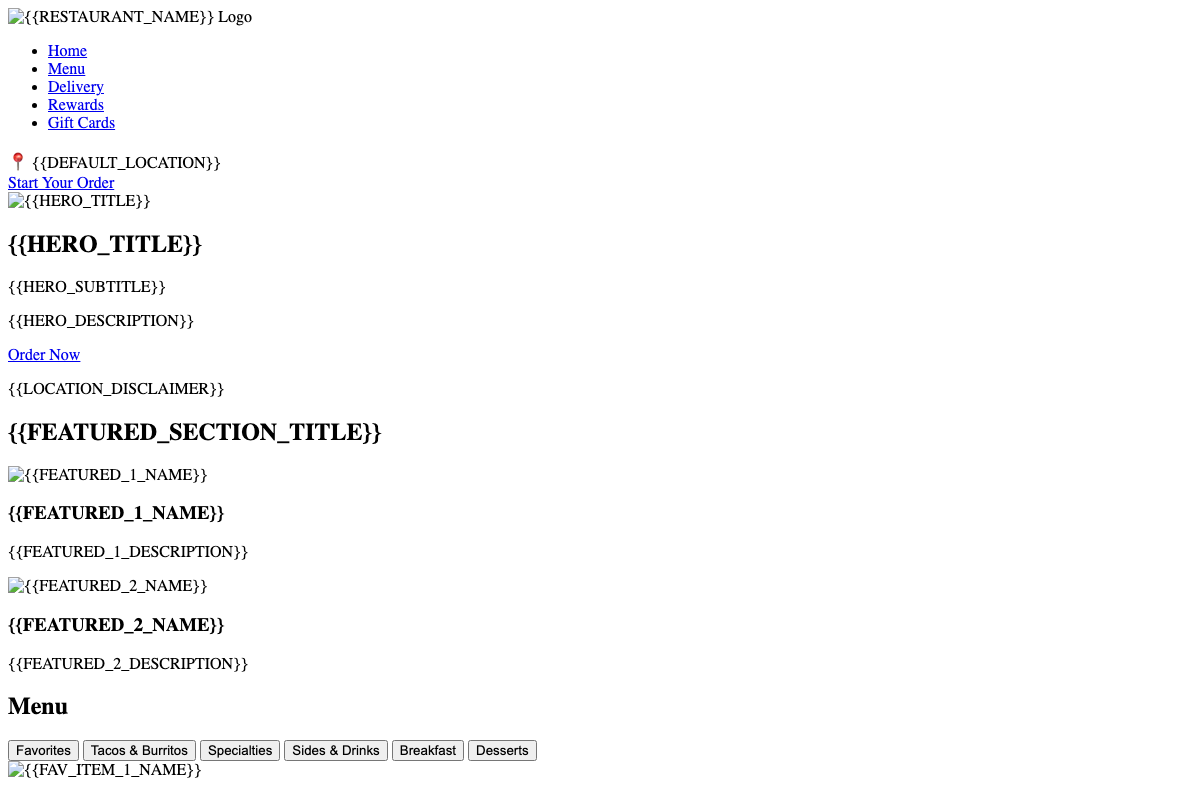 {{RESTAURANT_NAME}} Logo
Home
Menu
Delivery
Rewards
Gift Cards
📍 {{DEFAULT_LOCATION}}
Start Your Order
{{HERO_TITLE}}
{{HERO_TITLE}}
{{HERO_SUBTITLE}}
{{HERO_DESCRIPTION}}
Order Now
{{LOCATION_DISCLAIMER}}
{{FEATURED_SECTION_TITLE}}
{{FEATURED_1_NAME}}
{{FEATURED_1_NAME}}
{{FEATURED_1_DESCRIPTION}}
{{FEATURED_2_NAME}}
{{FEATURED_2_NAME}}
{{FEATURED_2_DESCRIPTION}}
Menu
Favorites Tacos & Burritos Specialties Sides & Drinks Breakfast Desserts
{{FAV_ITEM_1_NAME}}